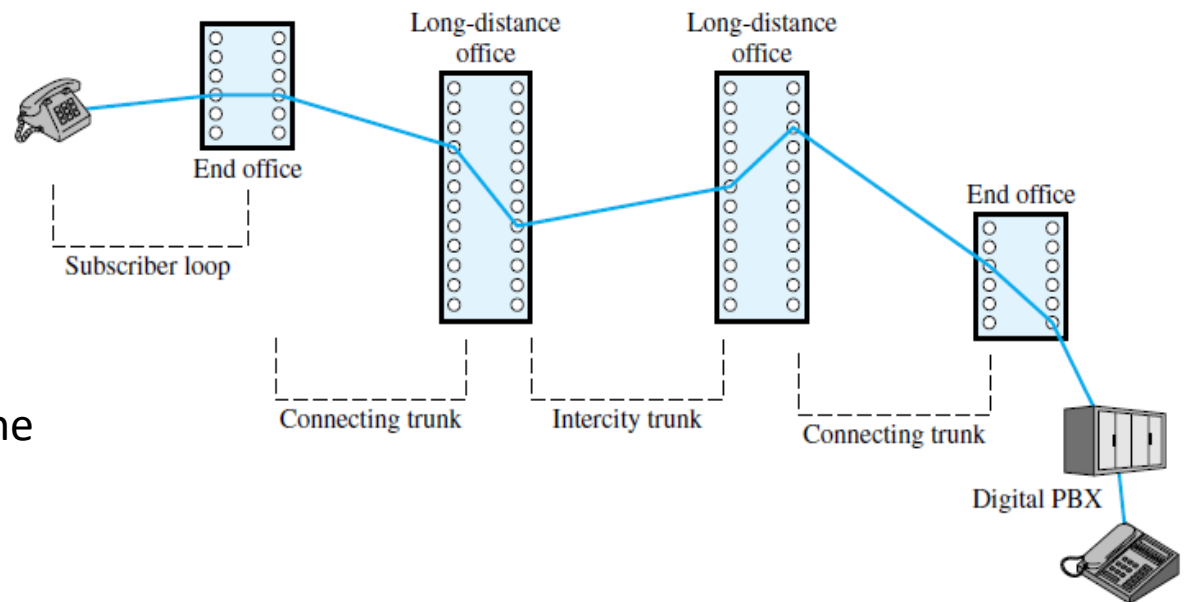 Long-distance
office
Long-distance
office
End office
End office
Subscriber loop
Connecting trunk
Intercity trunk
Connecting trunk
ne
Digital PBX